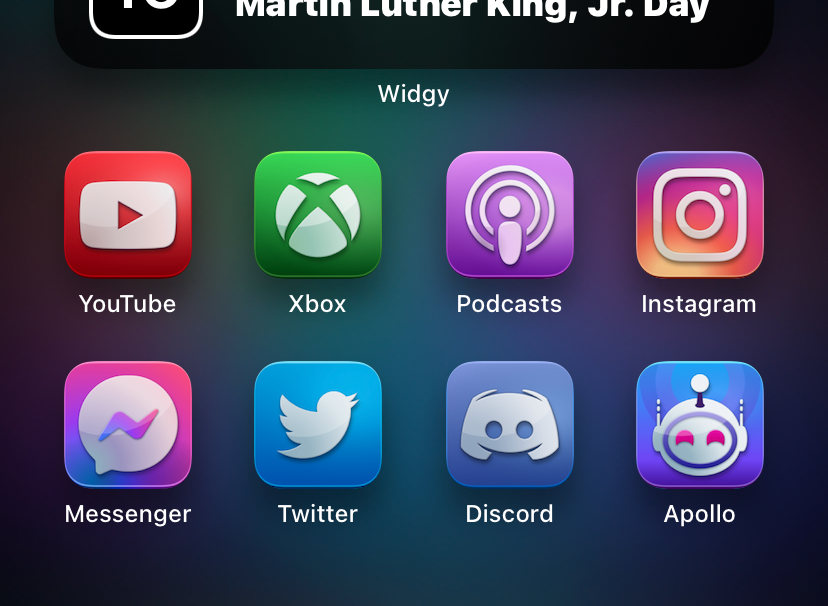 Martin Luther King, Jr. Day
Widgy
YouTube
Xbox
Podcasts
Instagram
Messenger
Twitter
Discord
Apollo